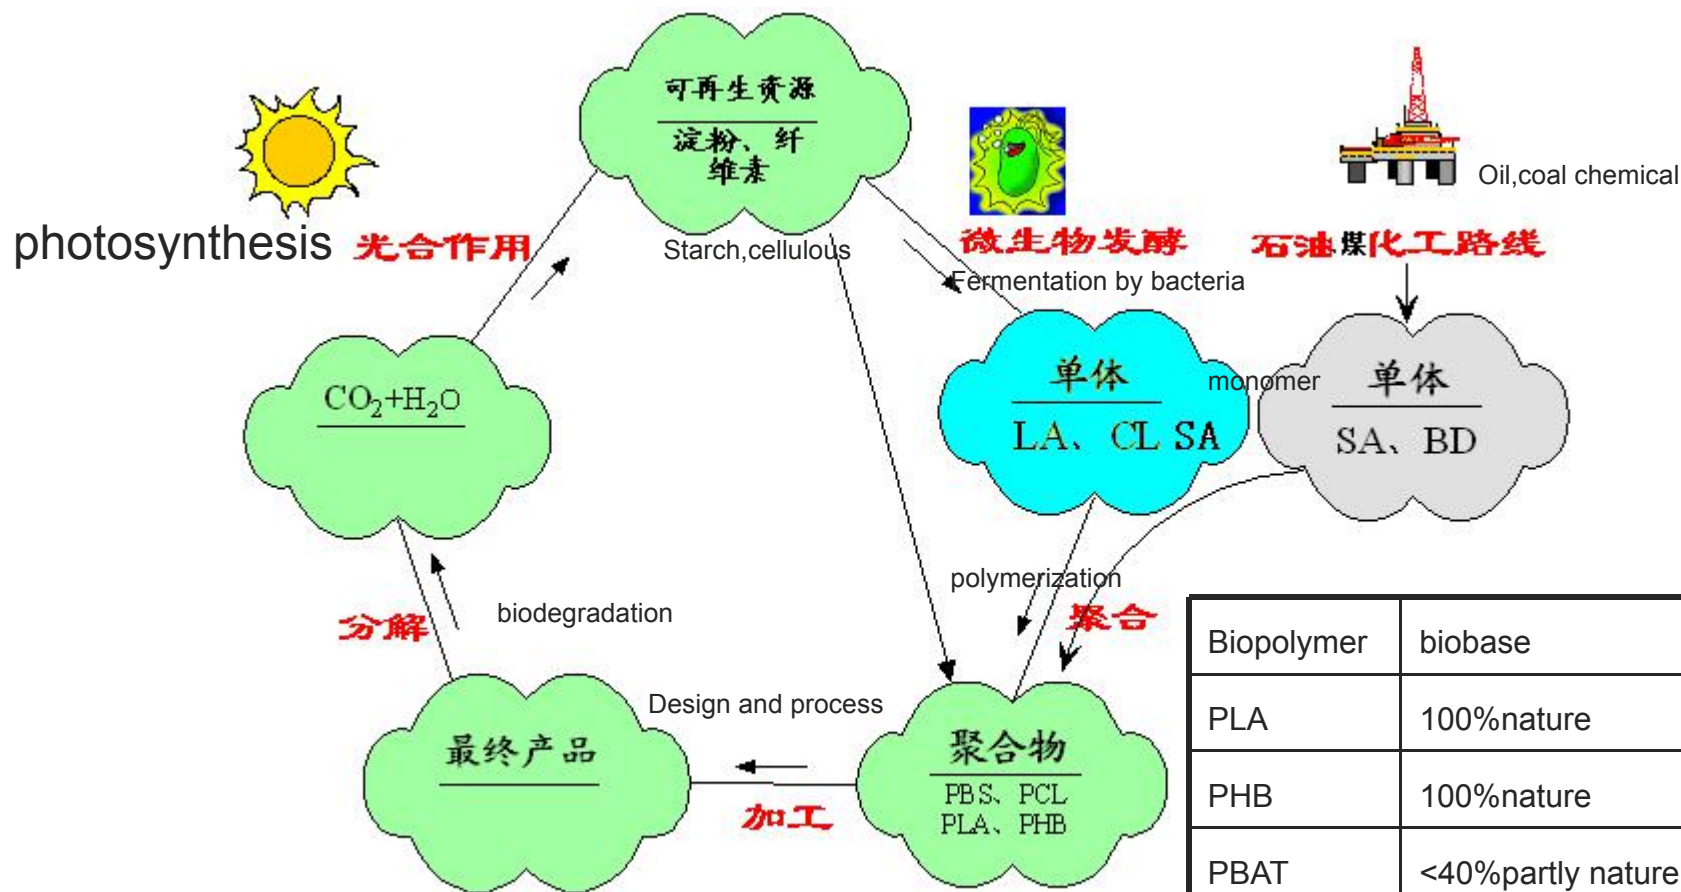 可再生资源
淀粉、纤
维素
Starch,cellulous
photosynthesis 光合作用
微生物发酵
Fermentation by bacteria
Oil,coal chemical
石油煤化工路线
CO₂+H₂O
单体
LA、CL SA
monomer
单体
SA、BD
polymerization
聚合
分解
biodegradation
最终产品
Design and process
加工
聚合物
PBS、PCL
PLA、PHB
Biopolymer biobase
PLA 100%nature
PHB 100%nature
PBAT <40%partly nature